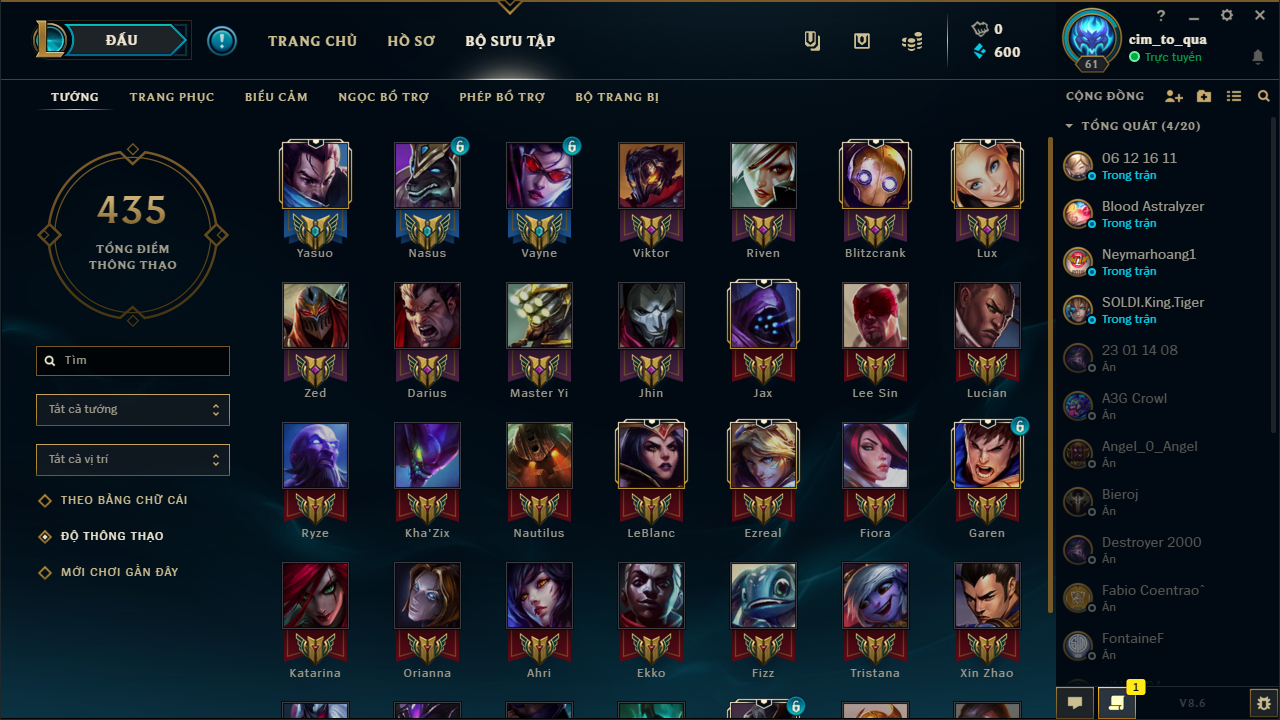 ĐẤU
!
TRANG CHỦ
HỒ SƠ
BỘ SƯU TẬP
0
600
?
61
cim_to_qua
Trực tuyến
TƯỚNG
TRANG PHỤC
BIỂU CẢM
NGỌC BỔ TRỢ
PHÉP BỔ TRỢ
BỘ TRANG BỊ
CỘNG ĐỒNG
435
TỔNG ĐIỂM
THÔNG THẠO
Tìm
Tất cả tướng
Tất cả vị trí
THEO BẢNG CHỮ CÁI
ĐỘ THÔNG THẠO
MỚI CHƠI GẦN ĐÂY
6
6
Yasuo
Nasus
Vayne
Viktor
Riven
Blitzcrank
Lux
Zed
Darius
Master Yi
Jhin
Jax
Lee Sin
Lucian
6
Ryze
Kha'Zix
Nautilus
LeBlanc
Ezreal
Fiora
Garen
Katarina
Orianna
Ahri
Ekko
Fizz
Tristana
Xin Zhao
6
TỔNG QUÁT (4/20)
06 12 16 11
Trong trận
Blood Astralyzer
Trong trận
Neymarhoang1
Trong trận
SOLDI.King.Tiger
Trong trận
23 01 14 08
Ẩn
A3G Crowl
Ẩn
Angel_0_Angel
Ẩn
Bieroj
Ẩn
Destroyer 2000
Ẩn
Fabio Coentraoˆ
Ẩn
FontaineF
Ẩn
1
V8.6